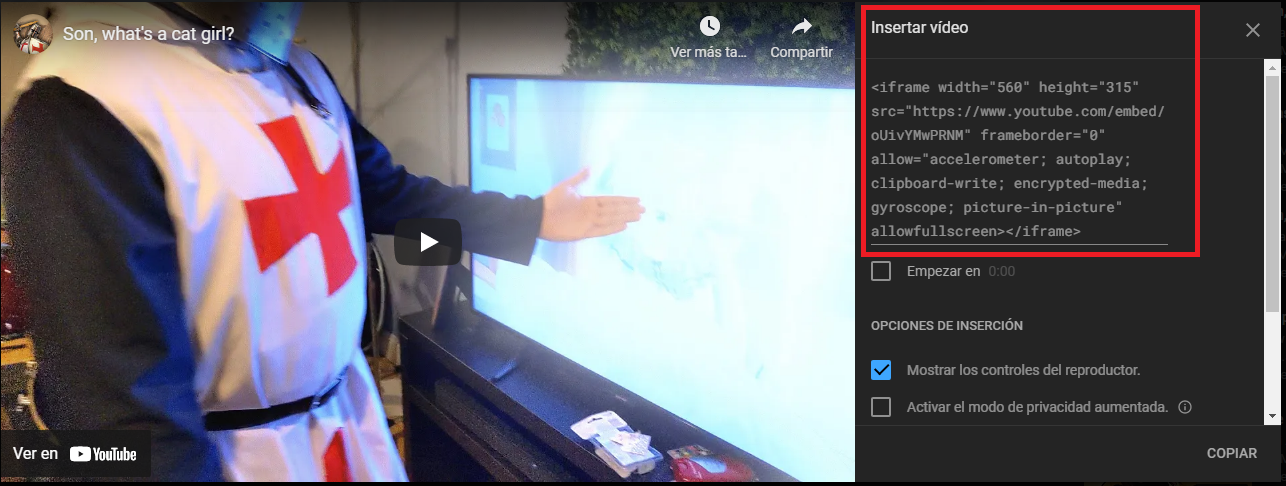 Son, what's a cat girl?
Ver más ta...
Compartir
Ver en YouTube
Insertar vídeo
<iframe width="560" height="315"
src="https://www.youtube.com/embed/
oUivYMwPRNM" frameborder="0"
allow="accelerometer; autoplay;
clipboard-write; encrypted-media;
gyroscope; picture-in-picture"
allowfullscreen></iframe>
Empezar en 0:00
OPCIONES DE INSERCIÓN
Mostrar los controles del reproductor.
Activar el modo de privacidad aumentada.
COPIAR